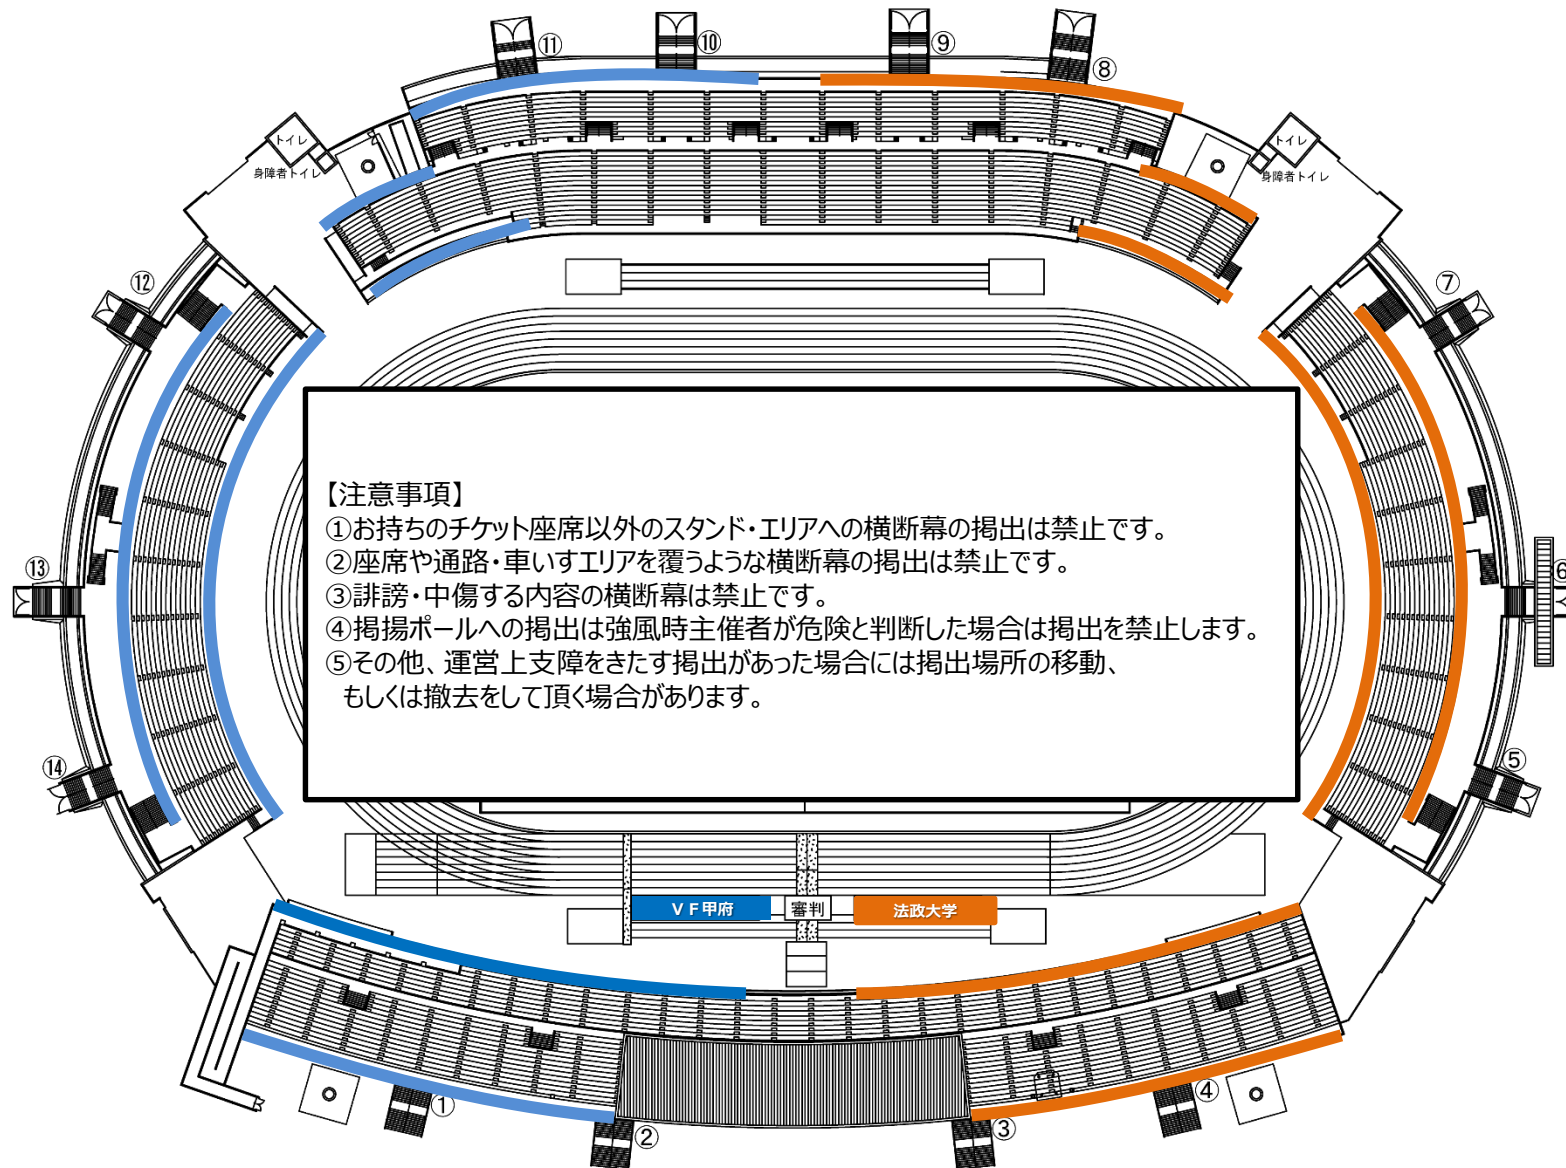 ⑪
⑩
⑨
⑧
トイレ
身障者トイレ
トイレ
身障者トイレ
⑫
⑦
【注意事項】
①お持ちのチケット座席以外のスタンド・エリアへの横断幕の掲出は禁止です。
②座席や通路・車いすエリアを覆うような横断幕の掲出は禁止です。
③誹謗・中傷する内容の横断幕は禁止です。
④掲揚ポールへの掲出は強風時主催者が危険と判断した場合は掲出を禁止します。
⑤その他、運営上支障をきたす掲出があった場合には掲出場所の移動、
もしくは撤去をして頂く場合があります。
⑬
⑥
⑭
⑤
ＶＦ甲府
審判
法政大学
①
④
②
③